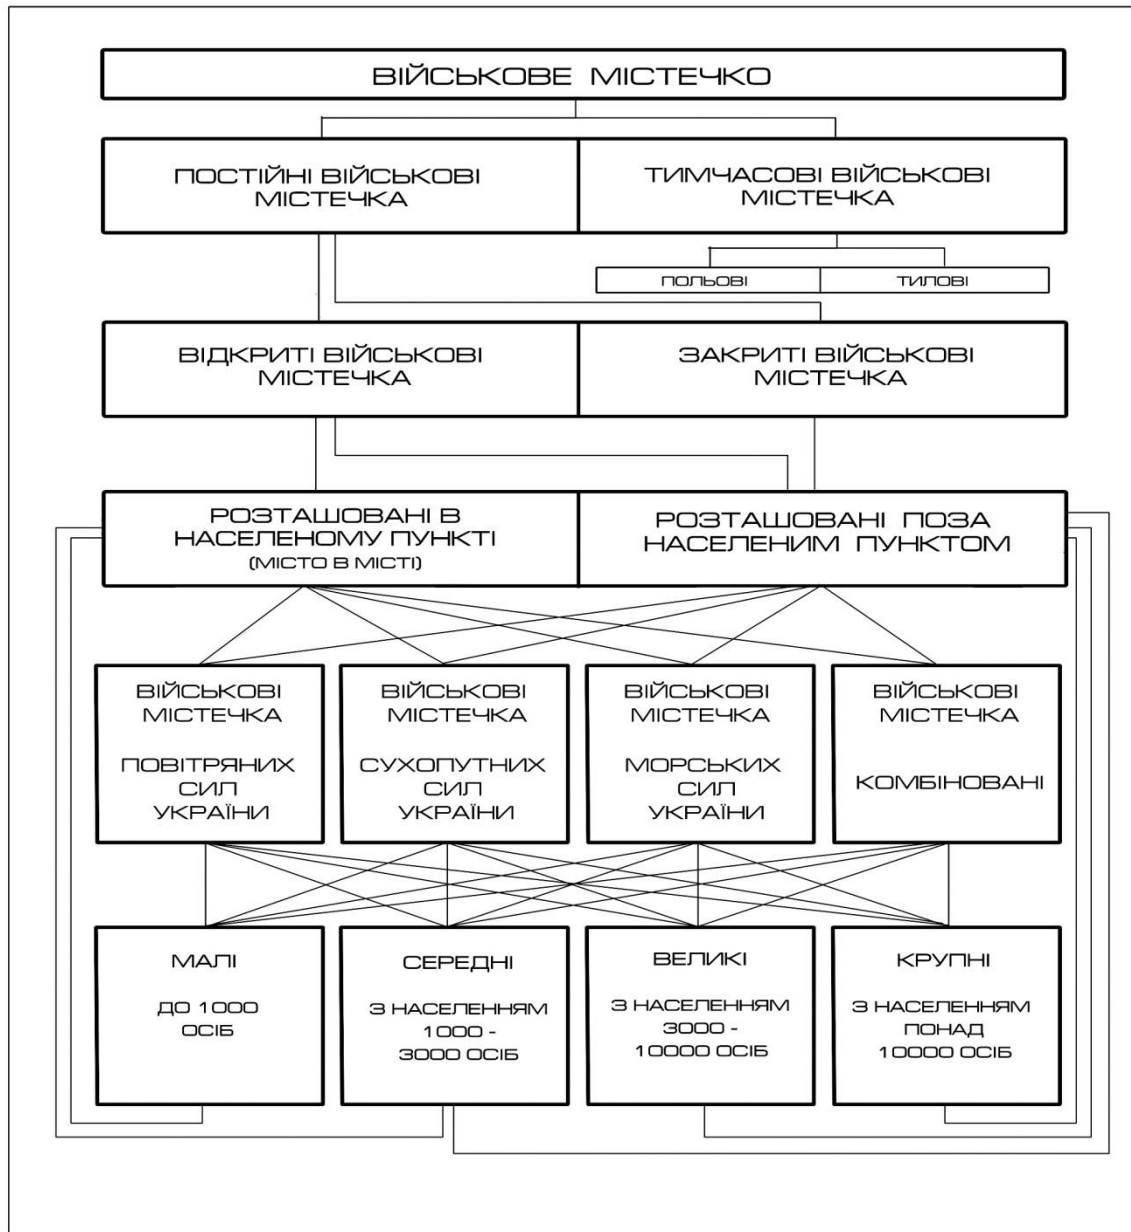 ВІЙСЬКОВЕ МІСТЕЧКО
ПОСТІЙНІ ВІЙСЬКОВІ
МІСТЕЧКА
ТИМЧАСОВІ ВІЙСЬКОВІ
МІСТЕЧКА
ПОЛЬОВІ
ТИЛОВІ
ВІДКРИТІ ВІЙСЬКОВІ
МІСТЕЧКА
ЗАКРИТІ ВІЙСЬКОВІ
МІСТЕЧКА
РОЗТАШОВАНІ В
НАСЕЛЕНОМУ ПУНКТІ
(МІСТО В МІСТІ)
РОЗТАШОВАНІ ПОЗА
НАСЕЛЕНИМ ПУНКТОМ
ВІЙСЬКОВІ
МІСТЕЧКА
ПОВІТРЯНИХ
СИЛ
УКРАЇНИ
ВІЙСЬКОВІ
МІСТЕЧКА
СУХОПУТНИХ
СИЛ
УКРАЇНИ
ВІЙСЬКОВІ
МІСТЕЧКА
МОРСЬКИХ
СИЛ
УКРАЇНИ
ВІЙСЬКОВІ
МІСТЕЧКА
КОМБІНОВАНІ
МАЛІ
ДО 1000
ОСІБ
СЕРЕДНІ
З НАСЕЛЕННЯМ
1000 -
3000 ОСІБ
ВЕЛИКІ
З НАСЕЛЕННЯМ
3000 -
10000 ОСІБ
КРУПНІ
З НАСЕЛЕННЯМ
ПОНАД
10000 ОСІБ